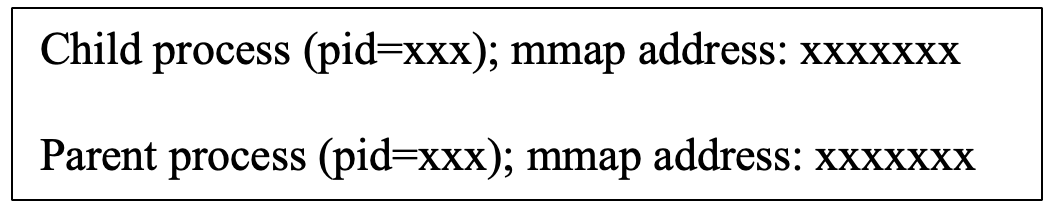 Child process (pid=xxx); mmap address: xxxxxxx
Parent process (pid=xxx); mmap address: xxxxxxx